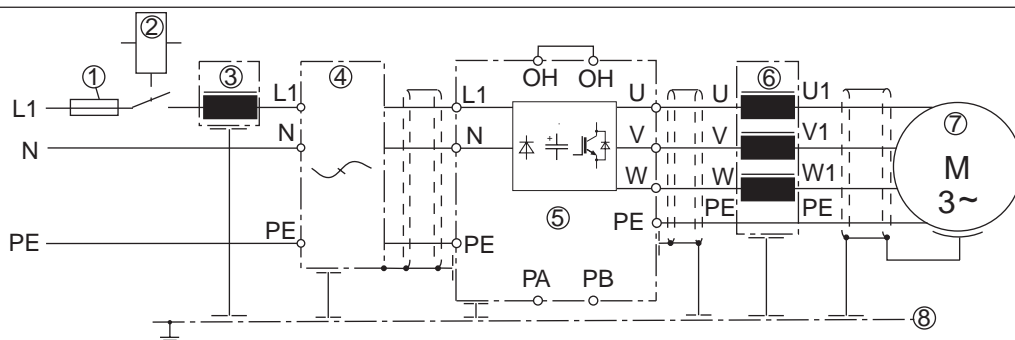 ②
OH OH
① ③ ④ ⑥
L1 L1 L1 U U U1 ⑦
N N N V V V1
+
W W W1 M
3~
PE PE PE ⑤ PE PE PE
PA PB
⑧